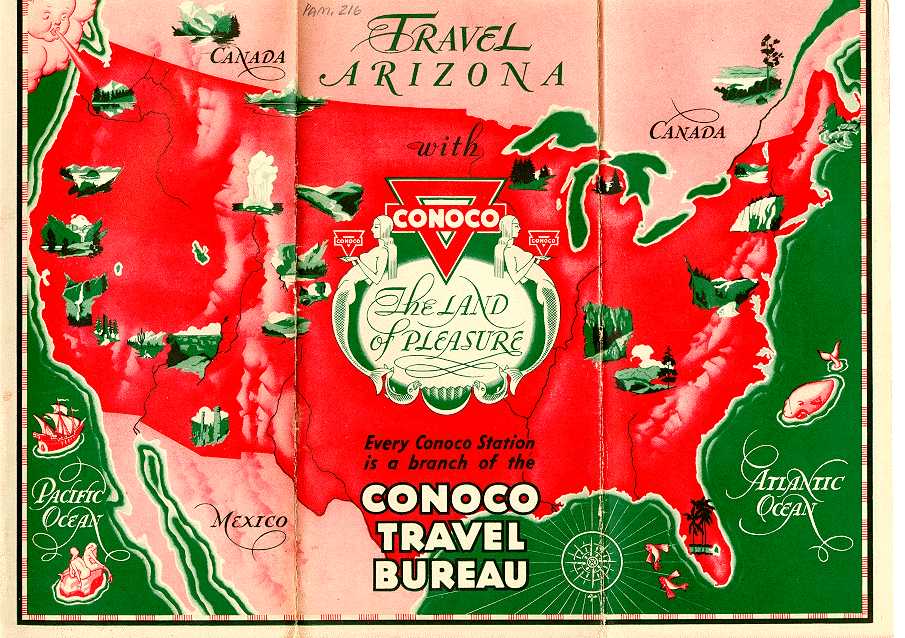 PAM. 216
TRAVEL
ARIZONA
with
CANADA
CANADA
CONOCO
CONOCO
CONOCO
The LAND
of PLEASURE
Every Conoco Station
is a branch of the
CONOCO
TRAVEL
BUREAU
PACIFIC
OCEAN
MEXICO
ATLANTIC
OCEAN